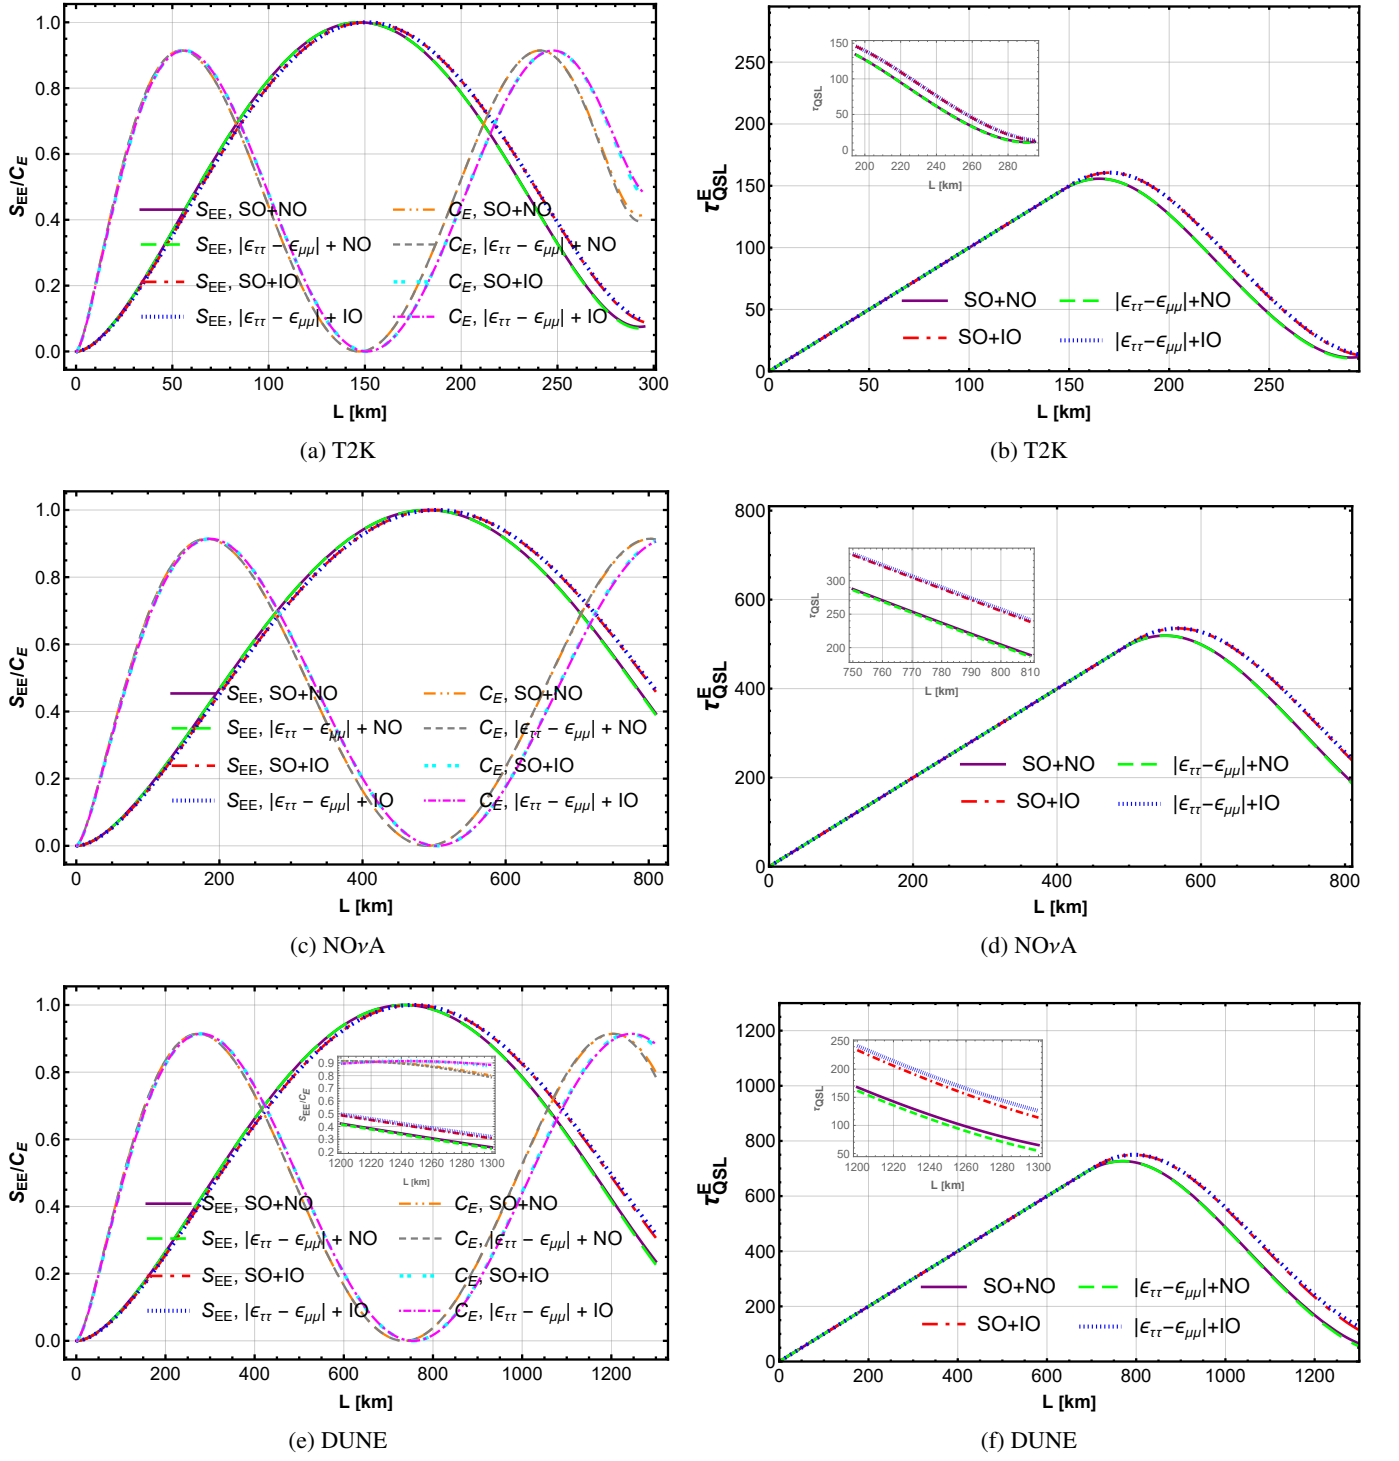 S_EE/C_E
1.0
0.8
0.6
0.4
0.2
0.0
S_EE, SO+NO
C_E, SO+NO
S_EE, |ϵ_ττ − ϵ_μμ| + NO
C_E, |ϵ_ττ − ϵ_μμ| + NO
S_EE, SO+IO
C_E, SO+IO
S_EE, |ϵ_ττ − ϵ_μμ| + IO
C_E, |ϵ_ττ − ϵ_μμ| + IO
0 50 100 150 200 250 300
L [km]
(a) T2K
τ^E_QSL
250
200
150
100
50
0
τ_QSL
150
100
50
0
200 220 240 260 280
L [km]
SO+NO
|ϵ_ττ−ϵ_μμ|+NO
SO+IO
|ϵ_ττ−ϵ_μμ|+IO
0 50 100 150 200 250
L [km]
(b) T2K
S_EE/C_E
1.0
0.8
0.6
0.4
0.2
0.0
S_EE, SO+NO
C_E, SO+NO
S_EE, |ϵ_ττ − ϵ_μμ| + NO
C_E, |ϵ_ττ − ϵ_μμ| + NO
S_EE, SO+IO
C_E, SO+IO
S_EE, |ϵ_ττ − ϵ_μμ| + IO
C_E, |ϵ_ττ − ϵ_μμ| + IO
0 200 400 600 800
L [km]
(c) NOνA
τ^E_QSL
800
600
400
200
0
τ_QSL
300
250
200
750 760 770 780 790 800 810
L [km]
SO+NO
|ϵ_ττ−ϵ_μμ|+NO
SO+IO
|ϵ_ττ−ϵ_μμ|+IO
0 200 400 600 800
L [km]
(d) NOνA
S_EE/C_E
1.0
0.8
0.6
0.4
0.2
0.0
S_EE/C_E
0.9
0.8
0.7
0.6
0.5
0.4
0.3
0.2
1200 1220 1240 1260 1280 1300
L [km]
S_EE, SO+NO
C_E, SO+NO
S_EE, |ϵ_ττ − ϵ_μμ| + NO
C_E, |ϵ_ττ − ϵ_μμ| + NO
S_EE, SO+IO
C_E, SO+IO
S_EE, |ϵ_ττ − ϵ_μμ| + IO
C_E, |ϵ_ττ − ϵ_μμ| + IO
0 200 400 600 800 1000 1200
L [km]
(e) DUNE
τ^E_QSL
1200
1000
800
600
400
200
0
τ_QSL
250
200
150
100
50
1200 1220 1240 1260 1280 1300
L [km]
SO+NO
|ϵ_ττ−ϵ_μμ|+NO
SO+IO
|ϵ_ττ−ϵ_μμ|+IO
0 200 400 600 800 1000 1200
L [km]
(f) DUNE